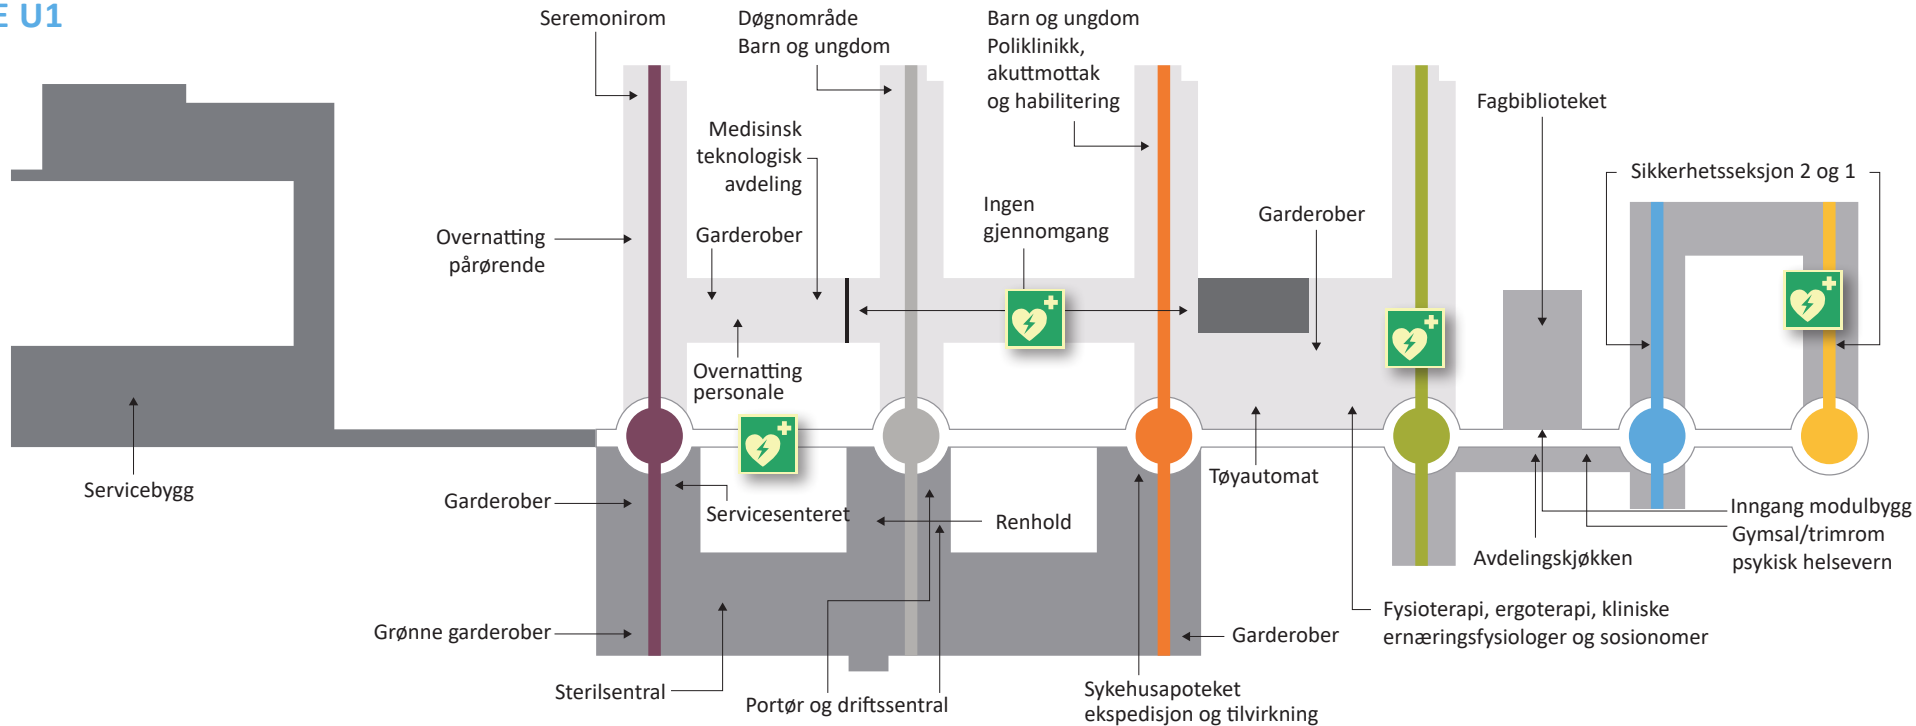 E U1
Seremonirom
Døgnområde
Barn og ungdom
Barn og ungdom
Poliklinikk,
akuttmottak
og habilitering
Fagbiblioteket
Medisinsk
teknologisk
avdeling
Sikkerhetsseksjon 2 og 1
Ingen
gjennomgang
Garderober
Overnatting
pårørende
Garderober
Overnatting
personale
Servicebygg
Garderober
Servicesenteret
Renhold
Tøyautomat
Inngang modulbygg
Gymsal/trimrom
psykisk helsevern
Avdelingskjøkken
Grønne garderober
Garderober
Fysioterapi, ergoterapi, kliniske
ernæringsfysiologer og sosionomer
Sterilsentral
Portør og driftssentral
Sykehusapoteket
ekspedisjon og tilvirkning